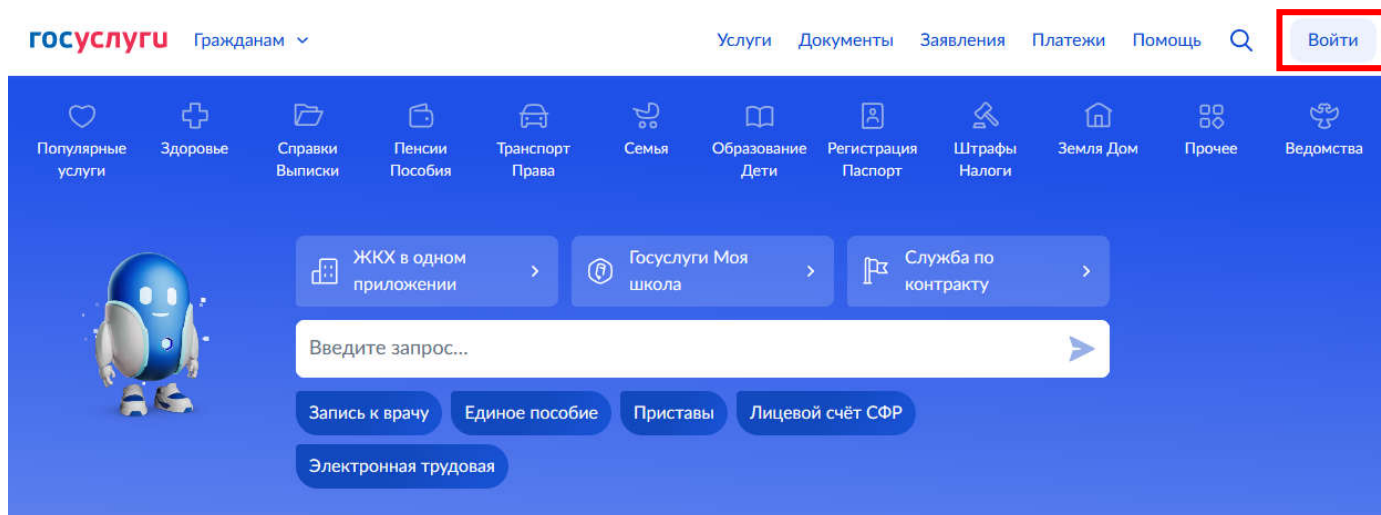 госуслуги Гражданам Услуги Документы Заявления Платежи Помощь Войти
Популярные услуги
Здоровье
Справки Выписки
Пенсии Пособия
Транспорт Права
Семья
Образование Дети
Регистрация Паспорт
Штрафы Налоги
Земля Дом
Прочее
Ведомства
ЖКХ в одном
приложении
Госуслуги Моя
школа
Служба по
контракту
Введите запрос...
Запись к врачу Единое пособие Приставы Лицевой счёт СФР
Электронная трудовая